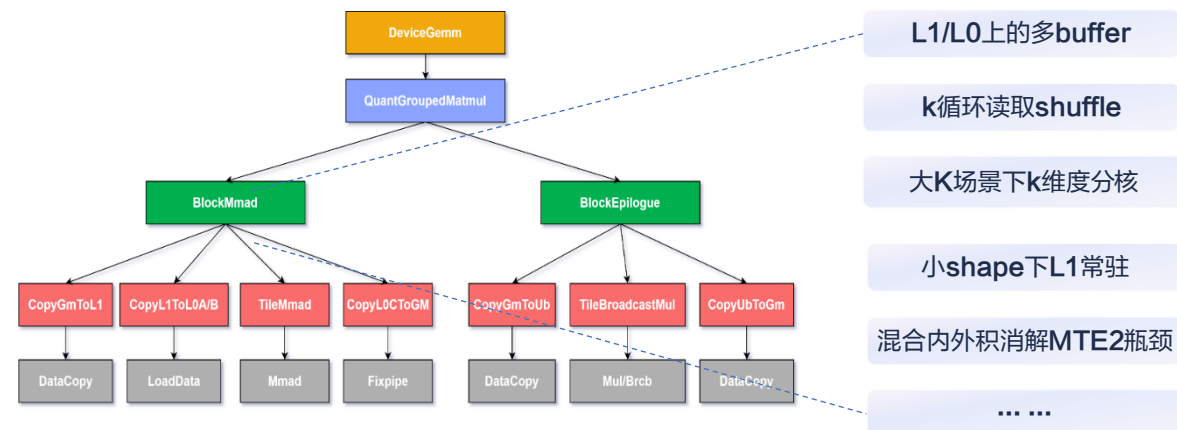 DeviceGemm
QuantGroupedMatmul
BlockMmad
BlockEpilogue
CopyGmToL1
CopyL1ToL0A/B
TileMmad
CopyL0CToGM
CopyGmToUb
TileBroadcastMul
CopyUbToGm
DataCopy
LoadData
Mmad
Fixpipe
DataCopy
Mul/Brcb
DataCopy
L1/L0上的多buffer
k循环读取shuffle
大K场景下k维度分核
小shape下L1常驻
混合内外积消解MTE2瓶颈
... ...